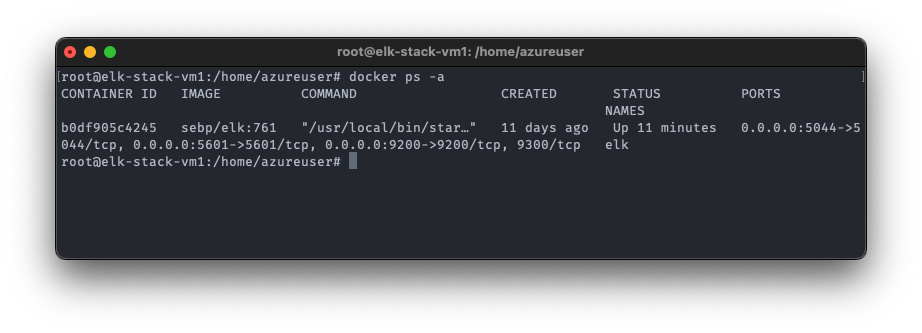 root@elk-stack-vm1: /home/azureuser
[root@elk-stack-vm1:/home/azureuser# docker ps -a ]
CONTAINER ID   IMAGE          COMMAND                  CREATED       STATUS          PORTS
NAMES
b0df905c4245   sebp/elk:761   "/usr/local/bin/star…"   11 days ago   Up 11 minutes   0.0.0.0:5044->5
044/tcp, 0.0.0.0:5601->5601/tcp, 0.0.0.0:9200->9200/tcp, 9300/tcp   elk
root@elk-stack-vm1:/home/azureuser#